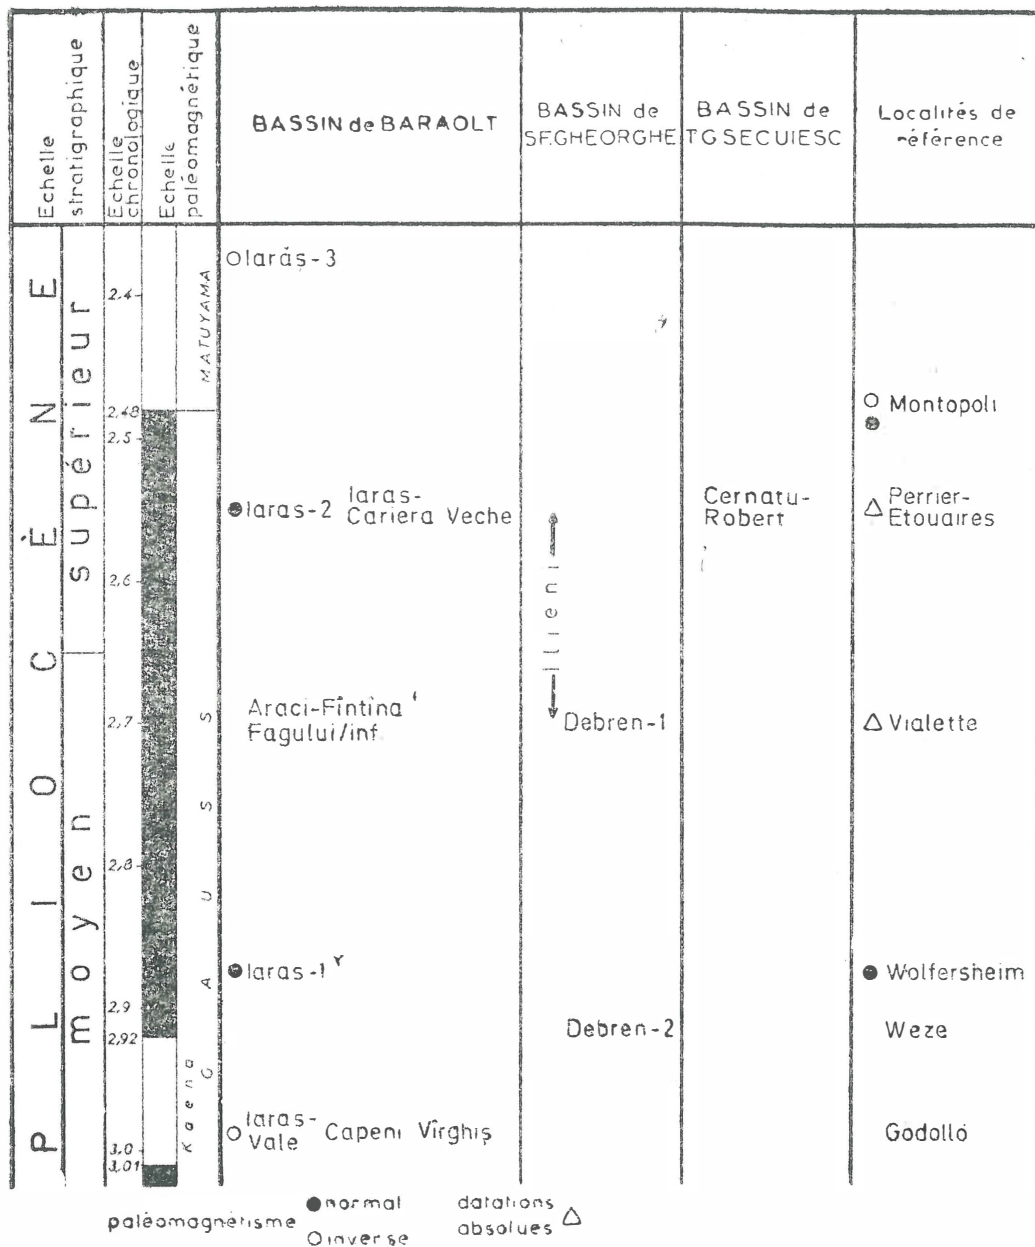 Echelle
stratigraphique
Echelle
chronologique
Echelle
paléomagnétique
BASSIN de BARAOLT
BASSIN de
SF.GHEORGHE
BASSIN de
TG SECUIESC
Localités de
référence
PLIOCÈNE
supérieur
moyen
2,4
2,48
2,5
2,6
2,7
2,8
2,9
2,92
3,0
3,01
MATUYAMA
GAUSS
Kaena
Iarăş-3
Montopoli
Iaras-2
Iaras-
Cariera Veche
Ilieni
Cernatu-
Robert
Perrier-
Etouaires
Araci-Fîntîna
Fagului/inf.
Debren-1
Vialette
Iaras-1
Wolfersheim
Debren-2
Weze
Iaras-
Vale
Capeni Vîrghiş
Gödolló
paléomagnétisme
normal
inverse
datations
absolues